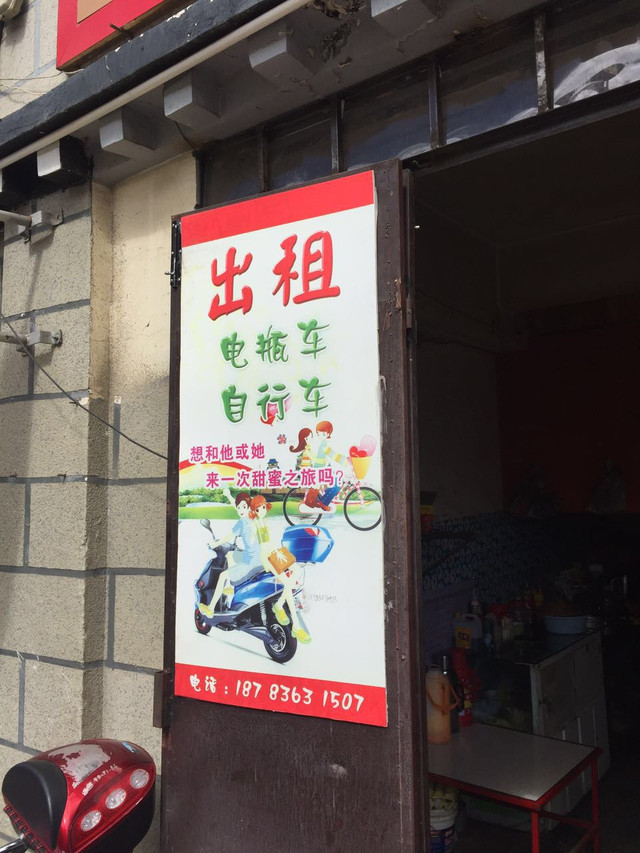 出租
电瓶车
自行车
想和他或她
来一次甜蜜之旅吗?
电话：187 8363 1507